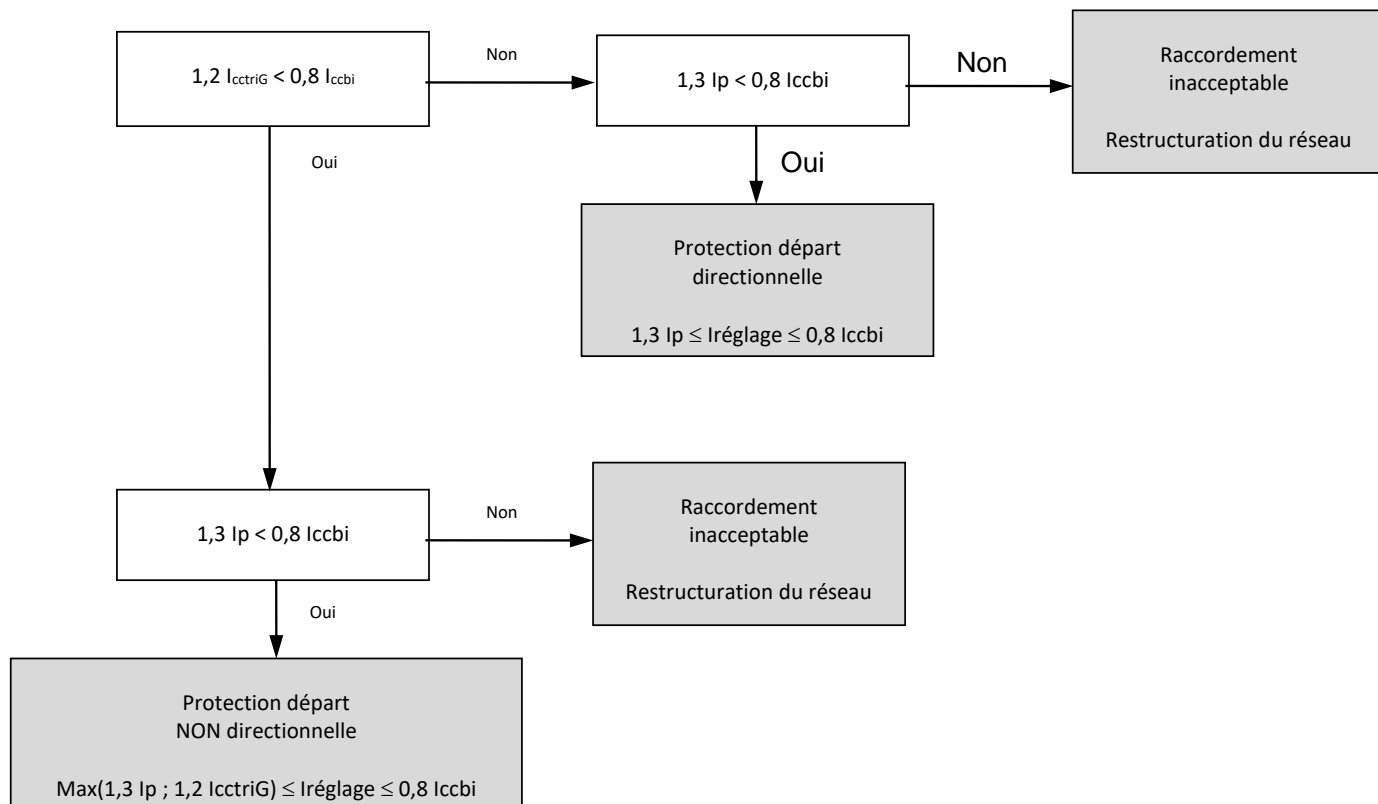 1,2 IcctriG < 0,8 Iccbi
Non
1,3 Ip < 0,8 Iccbi
Non
Raccordement
inacceptable
Restructuration du réseau
Oui
Oui
Protection départ
directionnelle
1,3 Ip ≤ Iréglage ≤ 0,8 Iccbi
1,3 Ip < 0,8 Iccbi
Non
Raccordement
inacceptable
Restructuration du réseau
Oui
Protection départ
NON directionnelle
Max(1,3 Ip ; 1,2 IcctriG) ≤ Iréglage ≤ 0,8 Iccbi